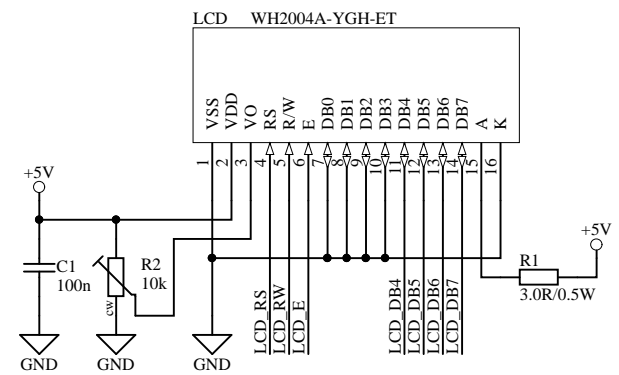 LCD WH2004A-YGH-ET
VSS
VDD
VO
RS
R/W
E
DB0
DB1
DB2
DB3
DB4
DB5
DB6
DB7
A
K
1
2
3
4
5
6
7
8
9
10
11
12
13
14
15
16
+5V
+5V
C1
100n
R2
10k
cw
R1
3.0R/0.5W
LCD_RS
LCD_RW
LCD_E
LCD_DB4
LCD_DB5
LCD_DB6
LCD_DB7
GND
GND
GND